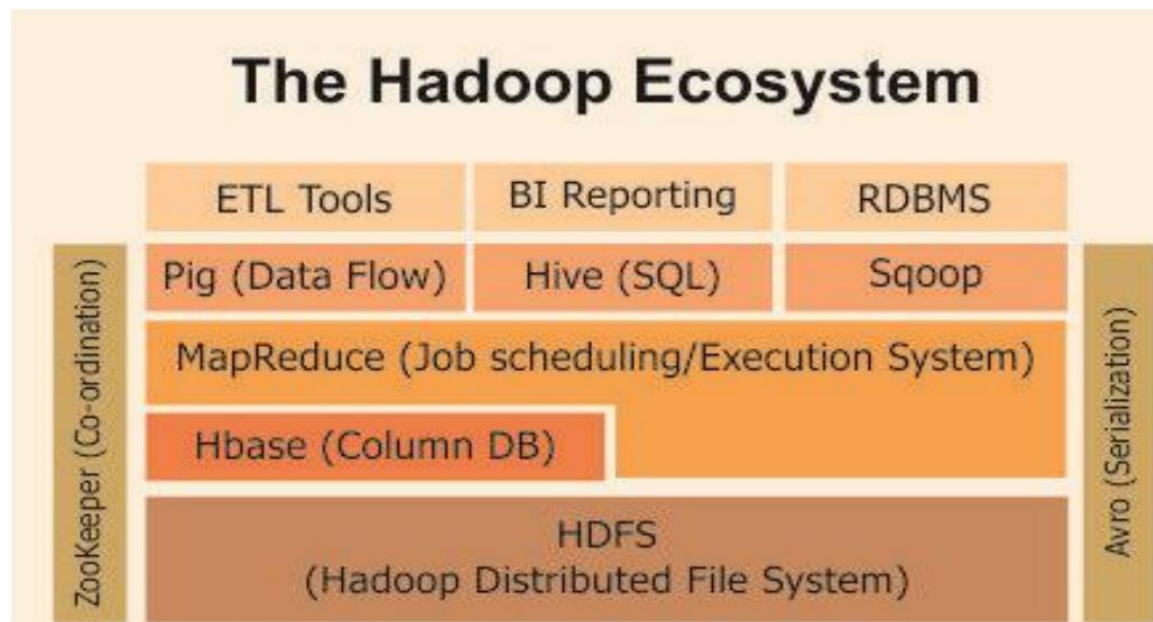 The Hadoop Ecosystem
ETL Tools
BI Reporting
RDBMS
Pig (Data Flow)
Hive (SQL)
Sqoop
MapReduce (Job scheduling/Execution System)
Hbase (Column DB)
HDFS
(Hadoop Distributed File System)
ZooKeeper (Co-ordination)
Avro (Serialization)